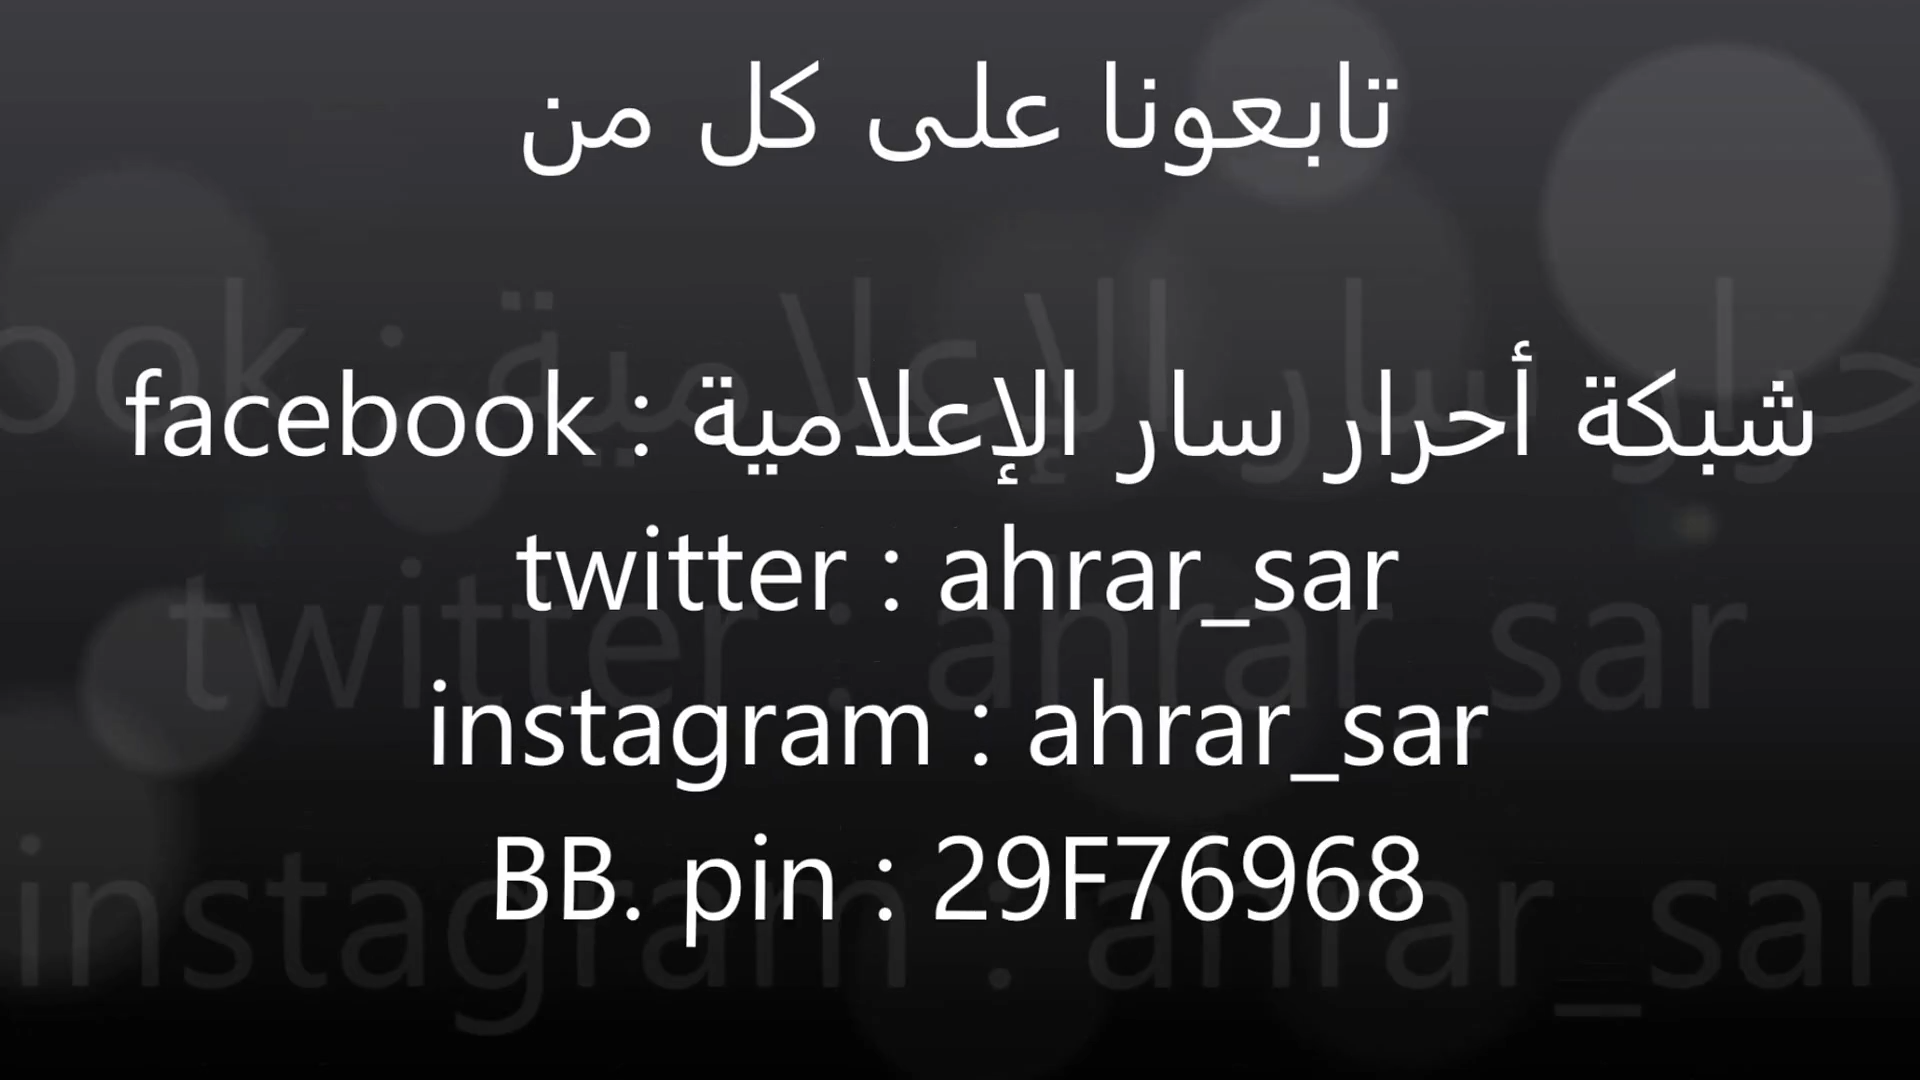 تابعونا على كل من
شبكة أحرار سار الإعلامية : facebook
twitter : ahrar_sar
instagram : ahrar_sar
BB. pin : 29F76968